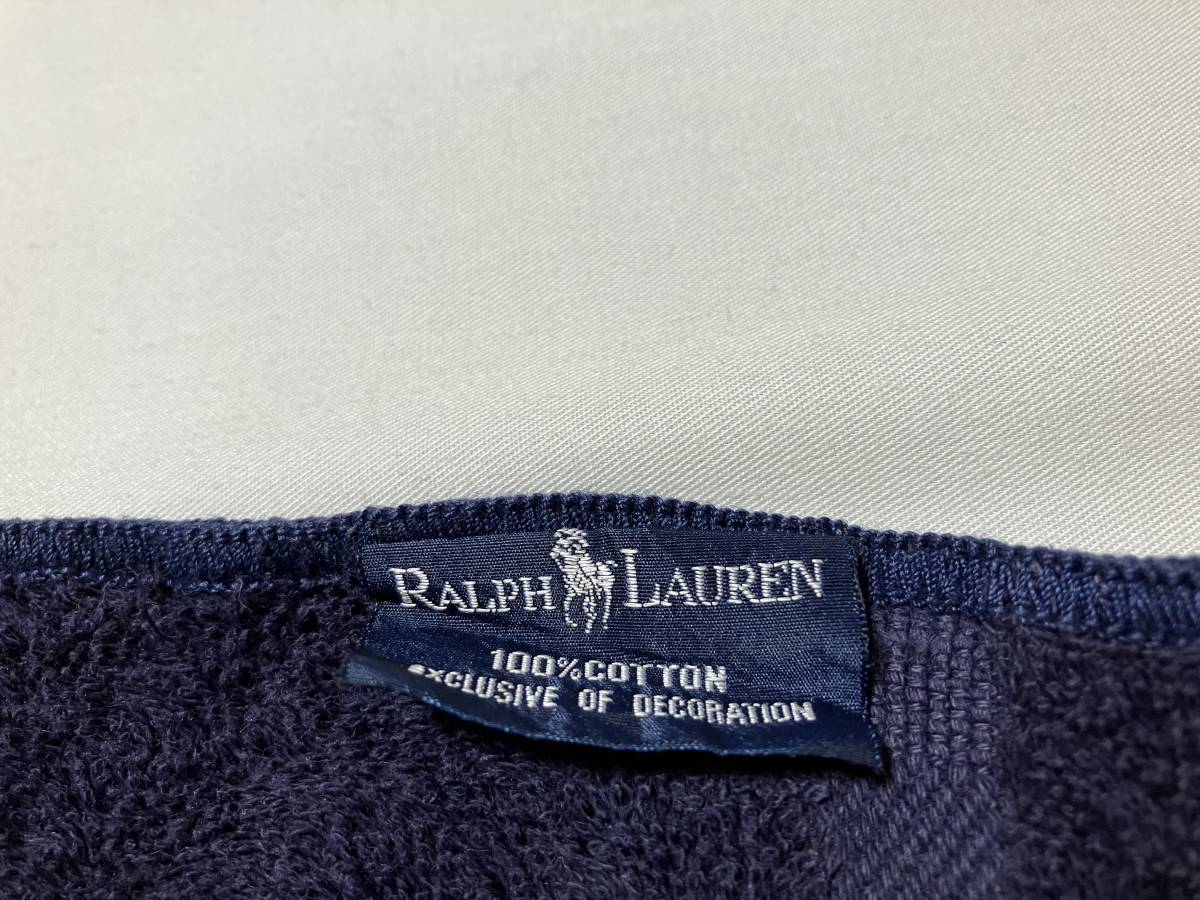 RALPH LAUREN
100%COTTON
EXCLUSIVE OF DECORATION